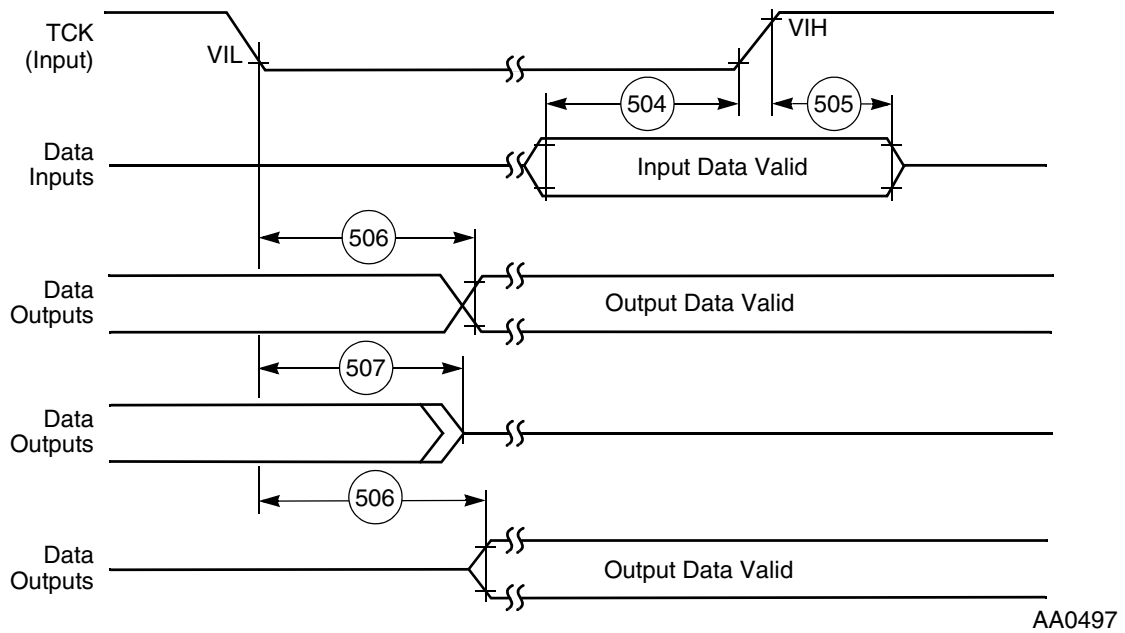 TCK
(Input)
VIL
VIH
504
505
Data
Inputs
Input Data Valid
506
Data
Outputs
Output Data Valid
507
Data
Outputs
506
Data
Outputs
Output Data Valid
AA0497